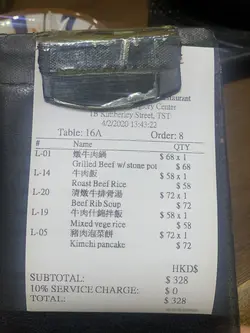 Restaurant
Center
Kimberley Street, TST
4/2/2020 13:43:22
Table: 16A Order: 8
# Name QTY
L-01 燉牛肉鍋 $ 68 x 1
Grilled Beef w/ stone pot $ 68
L-14 牛肉飯 $ 58 x 1
Roast Beef Rice $ 58
L-20 清燉牛排骨湯 $ 72 x 1
Beef Rib Soup $ 72
L-19 牛肉什錦拌飯 $ 58 x 1
Mixed vege rice $ 58
L-05 豬肉泡菜餅 $ 72 x 1
Kimchi pancake $ 72
HKD$
SUBTOTAL: $ 328
10% SERVICE CHARGE: $ 0
TOTAL: $ 328